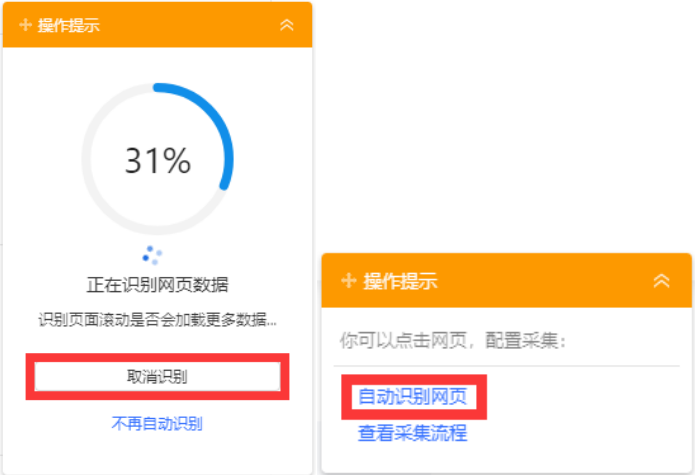 操作提示
31%
正在识别网页数据
识别页面滚动是否会加载更多数据...
取消识别
不再自动识别
操作提示
你可以点击网页，配置采集：
自动识别网页
查看采集流程